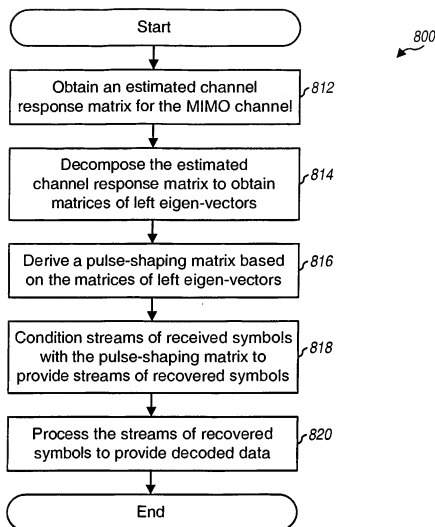 Start
800
Obtain an estimated channel
response matrix for the MIMO channel
812
Decompose the estimated
channel response matrix to obtain
matrices of left eigen-vectors
814
Derive a pulse-shaping matrix based
on the matrices of left eigen-vectors
816
Condition streams of received symbols
with the pulse-shaping matrix to
provide streams of recovered symbols
818
Process the streams of recovered
symbols to provide decoded data
820
End